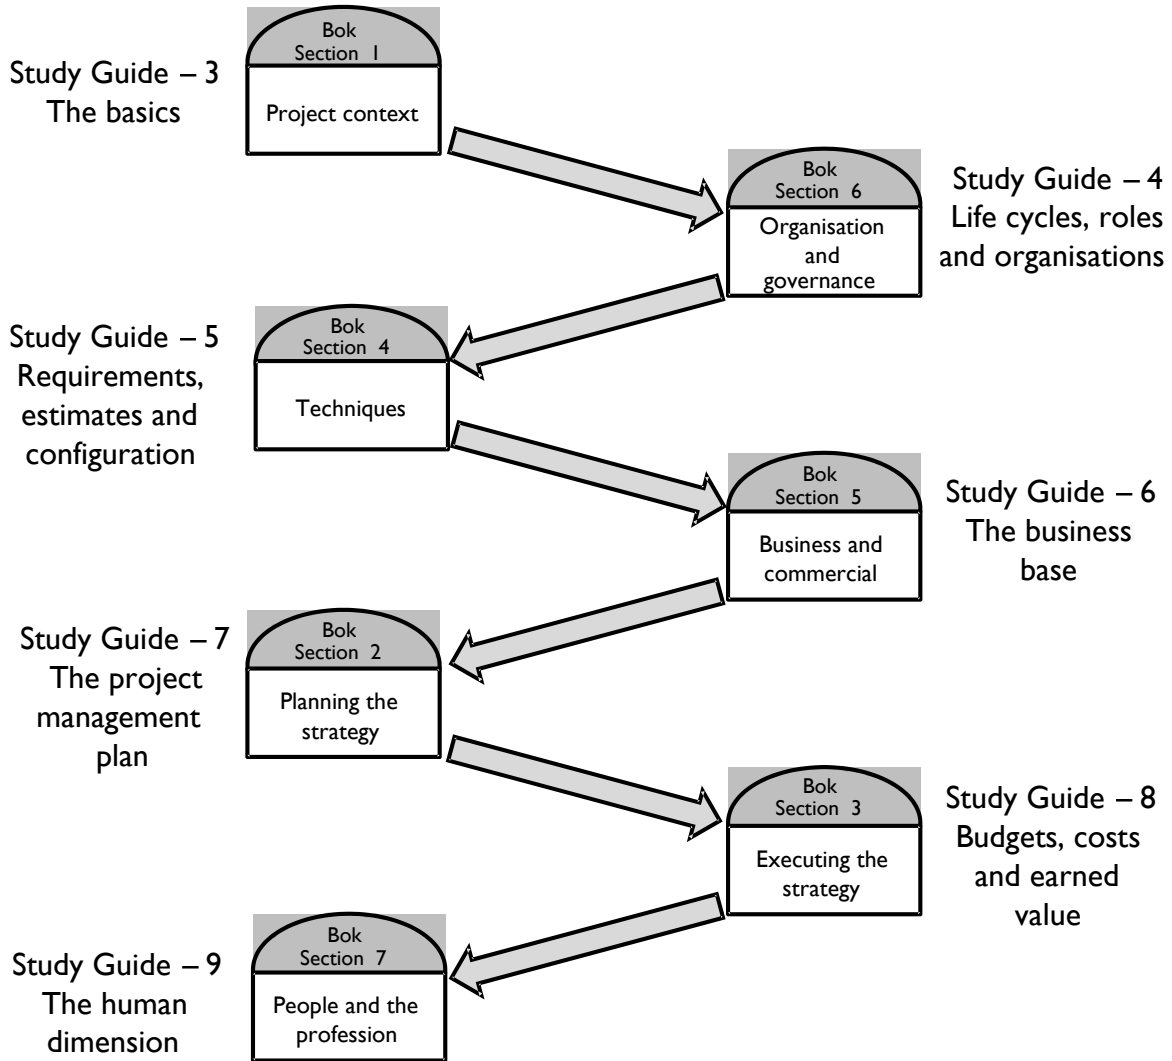 Study Guide – 3
The basics
Bok
Section 1
Project context
Bok
Section 6
Organisation
and
governance
Study Guide – 4
Life cycles, roles
and organisations
Study Guide – 5
Requirements,
estimates and
configuration
Bok
Section 4
Techniques
Bok
Section 5
Business and
commercial
Study Guide – 6
The business
base
Study Guide – 7
The project
management
plan
Bok
Section 2
Planning the
strategy
Bok
Section 3
Executing the
strategy
Study Guide – 8
Budgets, costs
and earned
value
Study Guide – 9
The human
dimension
Bok
Section 7
People and the
profession